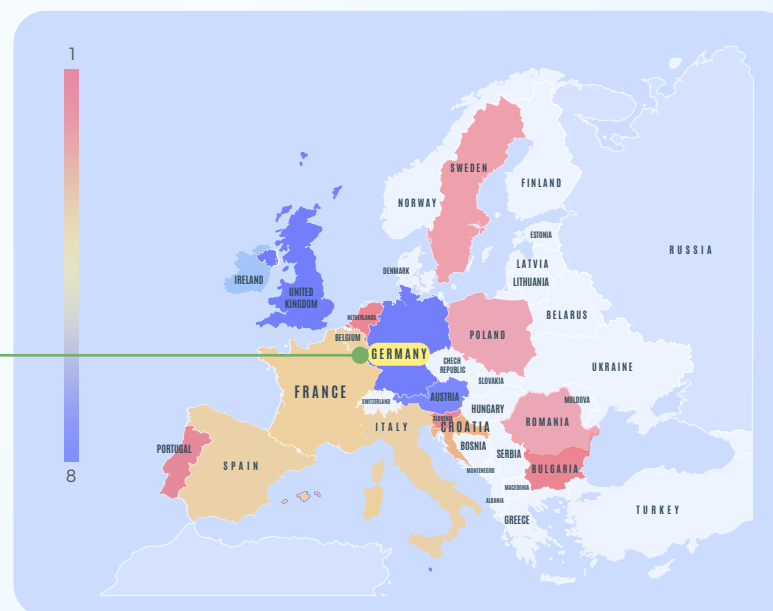 1
8
SWEDEN
FINLAND
NORWAY
ESTONIA
RUSSIA
LATVIA
DENMARK
IRELAND
LITHUANIA
UNITED
KINGDOM
BELARUS
NETHERLANDS
BELGIUM
POLAND
GERMANY
CHECH
REPUBLIC
UKRAINE
SLOVAKIA
FRANCE
AUSTRIA
SWITZERLAND
MOLDOVA
HUNGARY
SLOVENIA
ROMANIA
ITALY
CROATIA
PORTUGAL
BOSNIA
SERBIA
SPAIN
MONTENEGRO
BULGARIA
MACEDONIA
ALBANIA
TURKEY
GREECE